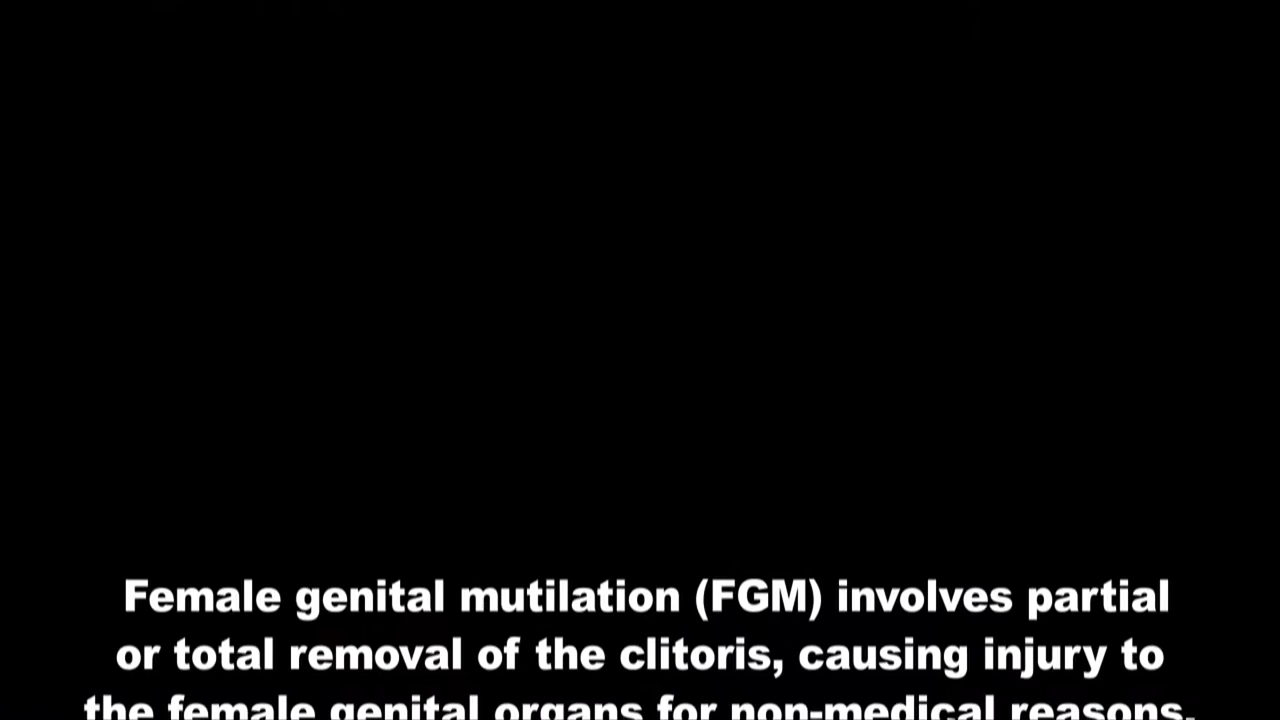 Female genital mutilation (FGM) involves partial
or total removal of the clitoris, causing injury to
the female genital organs for non-medical reasons.